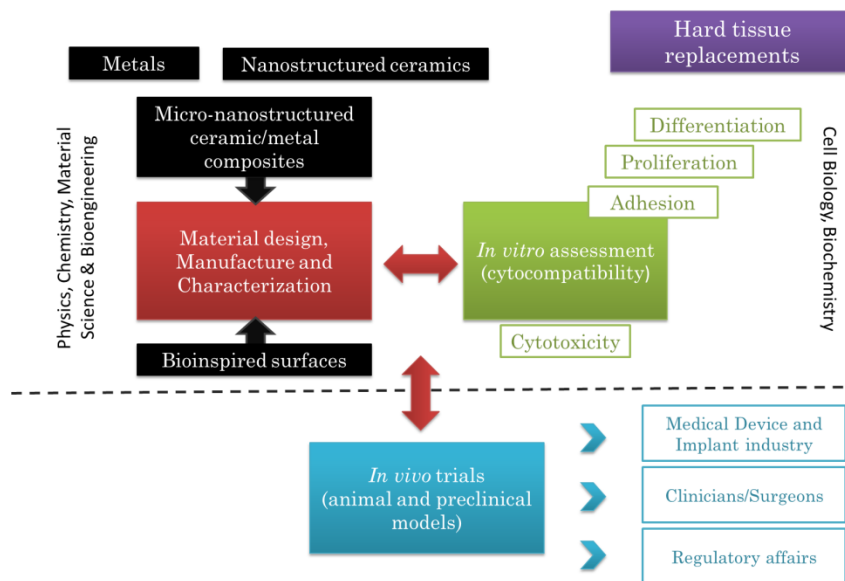 Hard tissue
replacements
Metals
Nanostructured ceramics
Micro-nanostructured
ceramic/metal
composites
Differentiation
Proliferation
Adhesion
Physics, Chemistry, Material
Science & Bioengineering
Material design,
Manufacture and
Characterization
In vitro assessment
(cytocompatibility)
Cell Biology, Biochemistry
Cytotoxicity
Bioinspired surfaces
In vivo trials
(animal and preclinical
models)
Medical Device and
Implant industry
Clinicians/Surgeons
Regulatory affairs